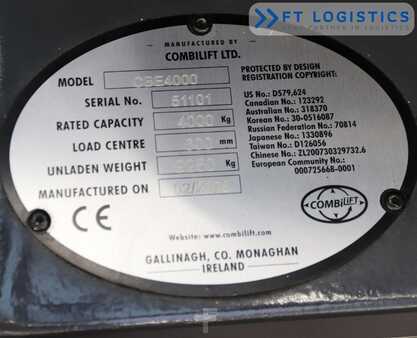 FT LOGISTICS
MANUFACTURED BY
COMBILIFT LTD.
MODEL CBE4000
SERIAL No. 51101
RATED CAPACITY 4000 Kg
LOAD CENTRE mm
UNLADEN WEIGHT Kg
MANUFACTURED ON
PROTECTED BY DESIGN
REGISTRATION COPYRIGHT:
US No.: D579,624
Canadian No.: 123292
Australian No.: 318370
Korean No.: 30-0516087
Russian Federation No.: 70814
Japanese No.: 1330896
Taiwan No.: D126056
Chinese No.: ZL200730329732.6
European Community No.:
000725668-0001
CE
COMBILIFT
Website: www.combilift.com
GALLINAGH, CO. MONAGHAN
IRELAND